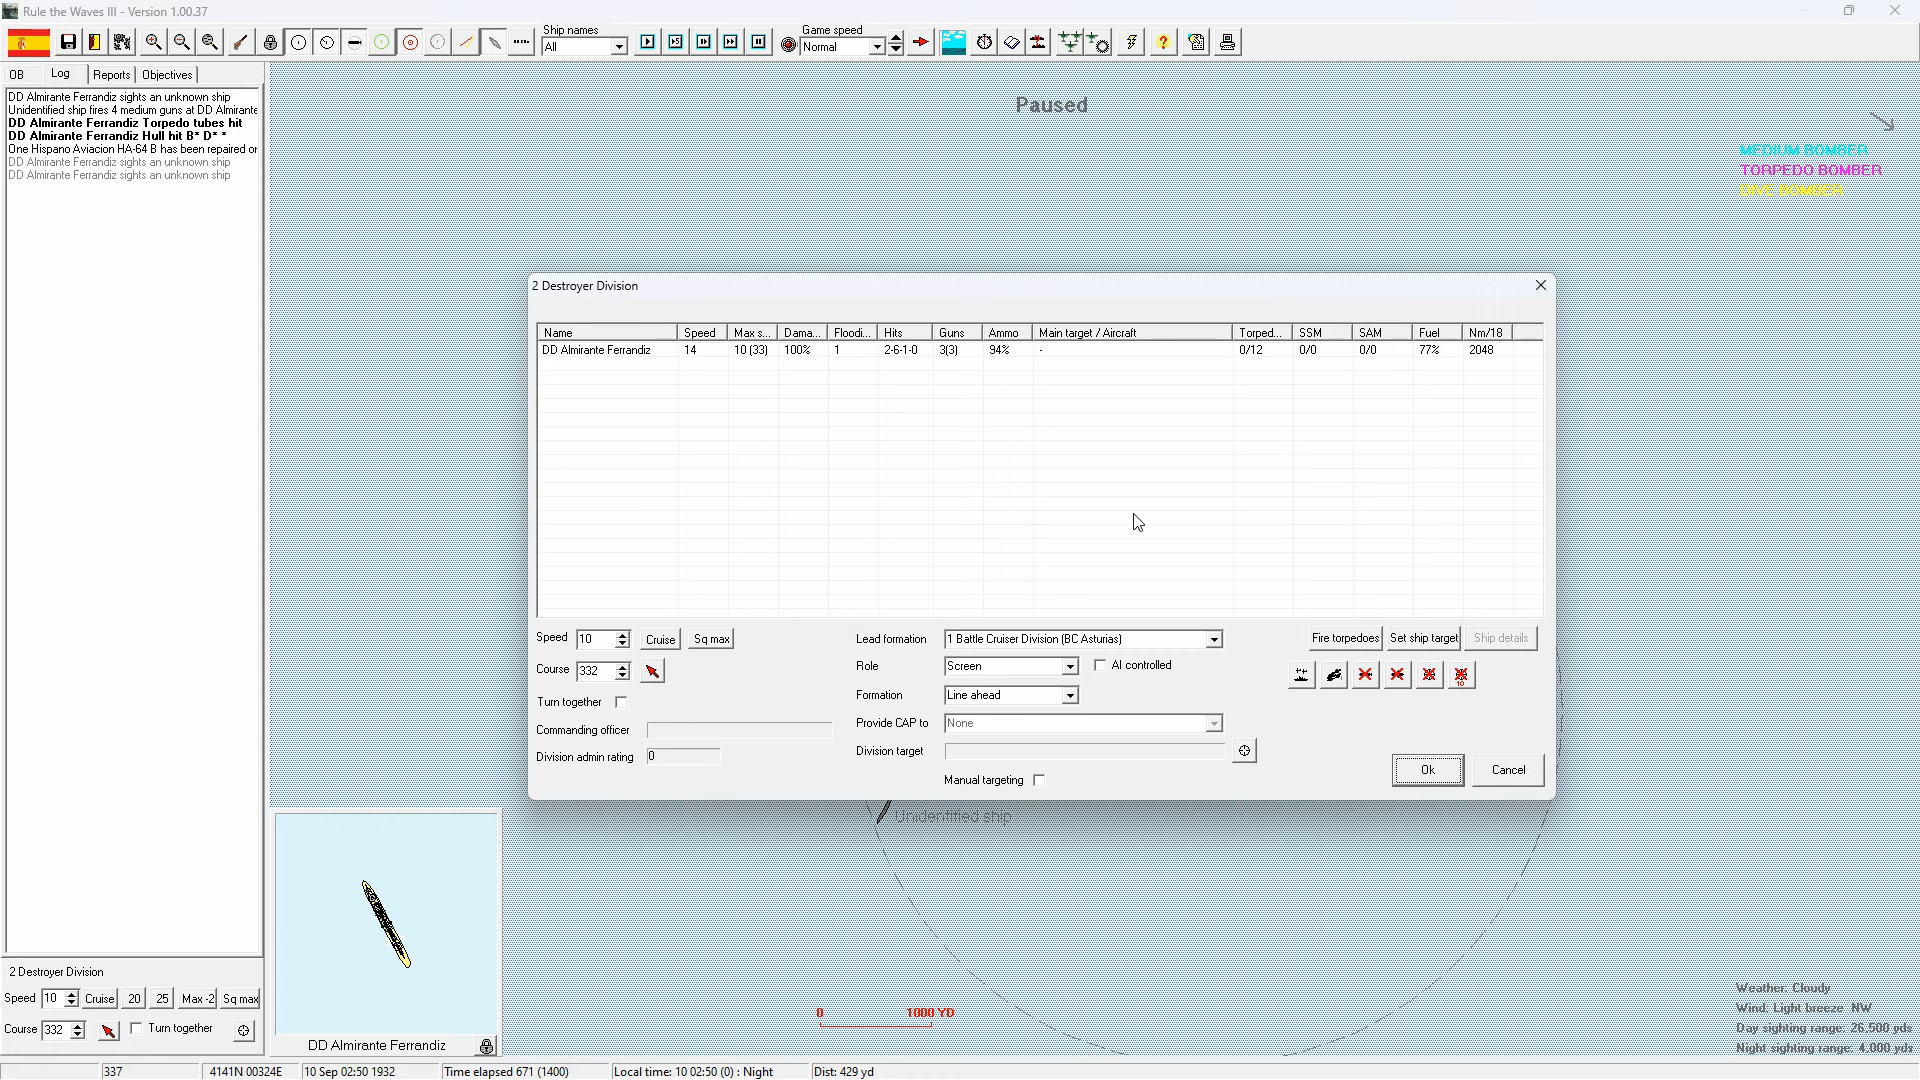 Rule the Waves III - Version 1.00.37
Ship names
All
Game speed
Normal
OB
Log
Reports
Objectives
DD Almirante Ferrandiz sights an unknown ship
Unidentified ship fires 4 medium guns at DD Almirante
DD Almirante Ferrandiz Torpedo tubes hit
DD Almirante Ferrandiz Hull hit B* D* *
One Hispano Aviacion HA-64 B has been repaired or
DD Almirante Ferrandiz sights an unknown ship
DD Almirante Ferrandiz sights an unknown ship
Paused
MEDIUM BOMBER
TORPEDO BOMBER
DIVE BOMBER
2 Destroyer Division
Name Speed Max s... Dama... Floodi... Hits Guns Ammo Main target / Aircraft Torped... SSM SAM Fuel Nm/18
DD Almirante Ferrandiz 14 10 (33) 100% 1 2-6-1-0 3(3) 94% - 0/12 0/0 0/0 77% 2048
Speed 10 Cruise Sq max
Course 332
Turn together
Commanding officer
Division admin rating 0
Lead formation 1 Battle Cruiser Division (BC Asturias)
Role Screen AI controlled
Formation Line ahead
Provide CAP to None
Division target
Manual targeting
Fire torpedoes Set ship target Ship details
10
Ok Cancel
Unidentified ship
0 1000 YD
Weather: Cloudy
Wind: Light breeze NW
Day sighting range: 26,500 yds
Night sighting range: 4,000 yds
2 Destroyer Division
Speed 10 Cruise 20 25 Max -2 Sq max
Course 332 Turn together
DD Almirante Ferrandiz
337 4141N 00324E 10 Sep 02:50 1932 Time elapsed 671 (1400) Local time: 10 02:50 (0) : Night Dist: 429 yd